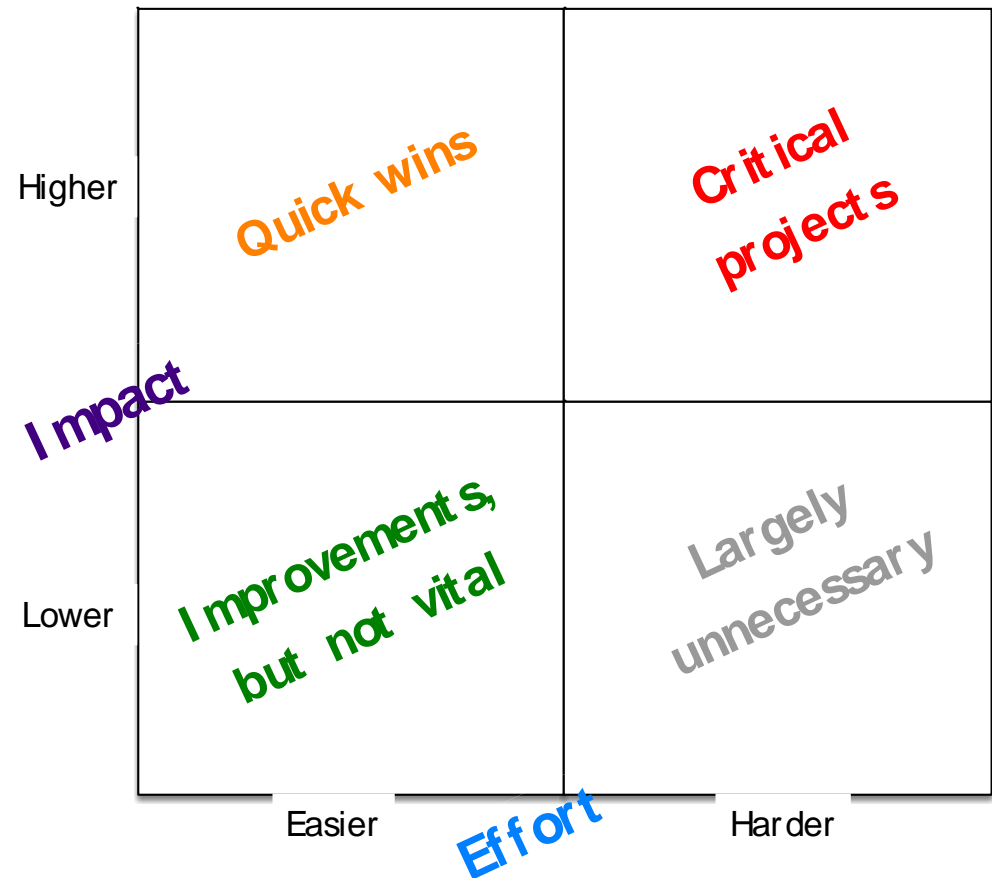 Higher
Quick wins
Critical
projects
Impact
Lower
Improvements,
but not vital
Largely
unnecessary
Easier
Effort
Harder